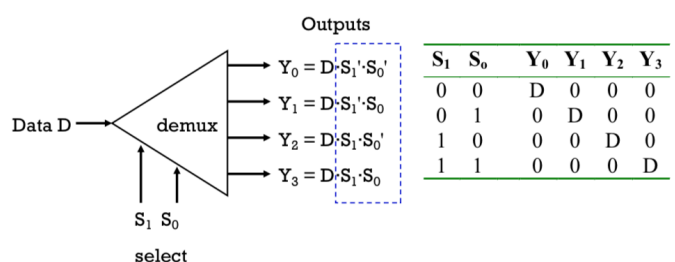 Outputs
Y₀ = D·S₁'·S₀'
Y₁ = D·S₁'·S₀
Y₂ = D·S₁·S₀'
Y₃ = D·S₁·S₀
Data D
demux
S₁ S₀
select
S₁ Sₒ Y₀ Y₁ Y₂ Y₃
0 0 D 0 0 0
0 1 0 D 0 0
1 0 0 0 D 0
1 1 0 0 0 D